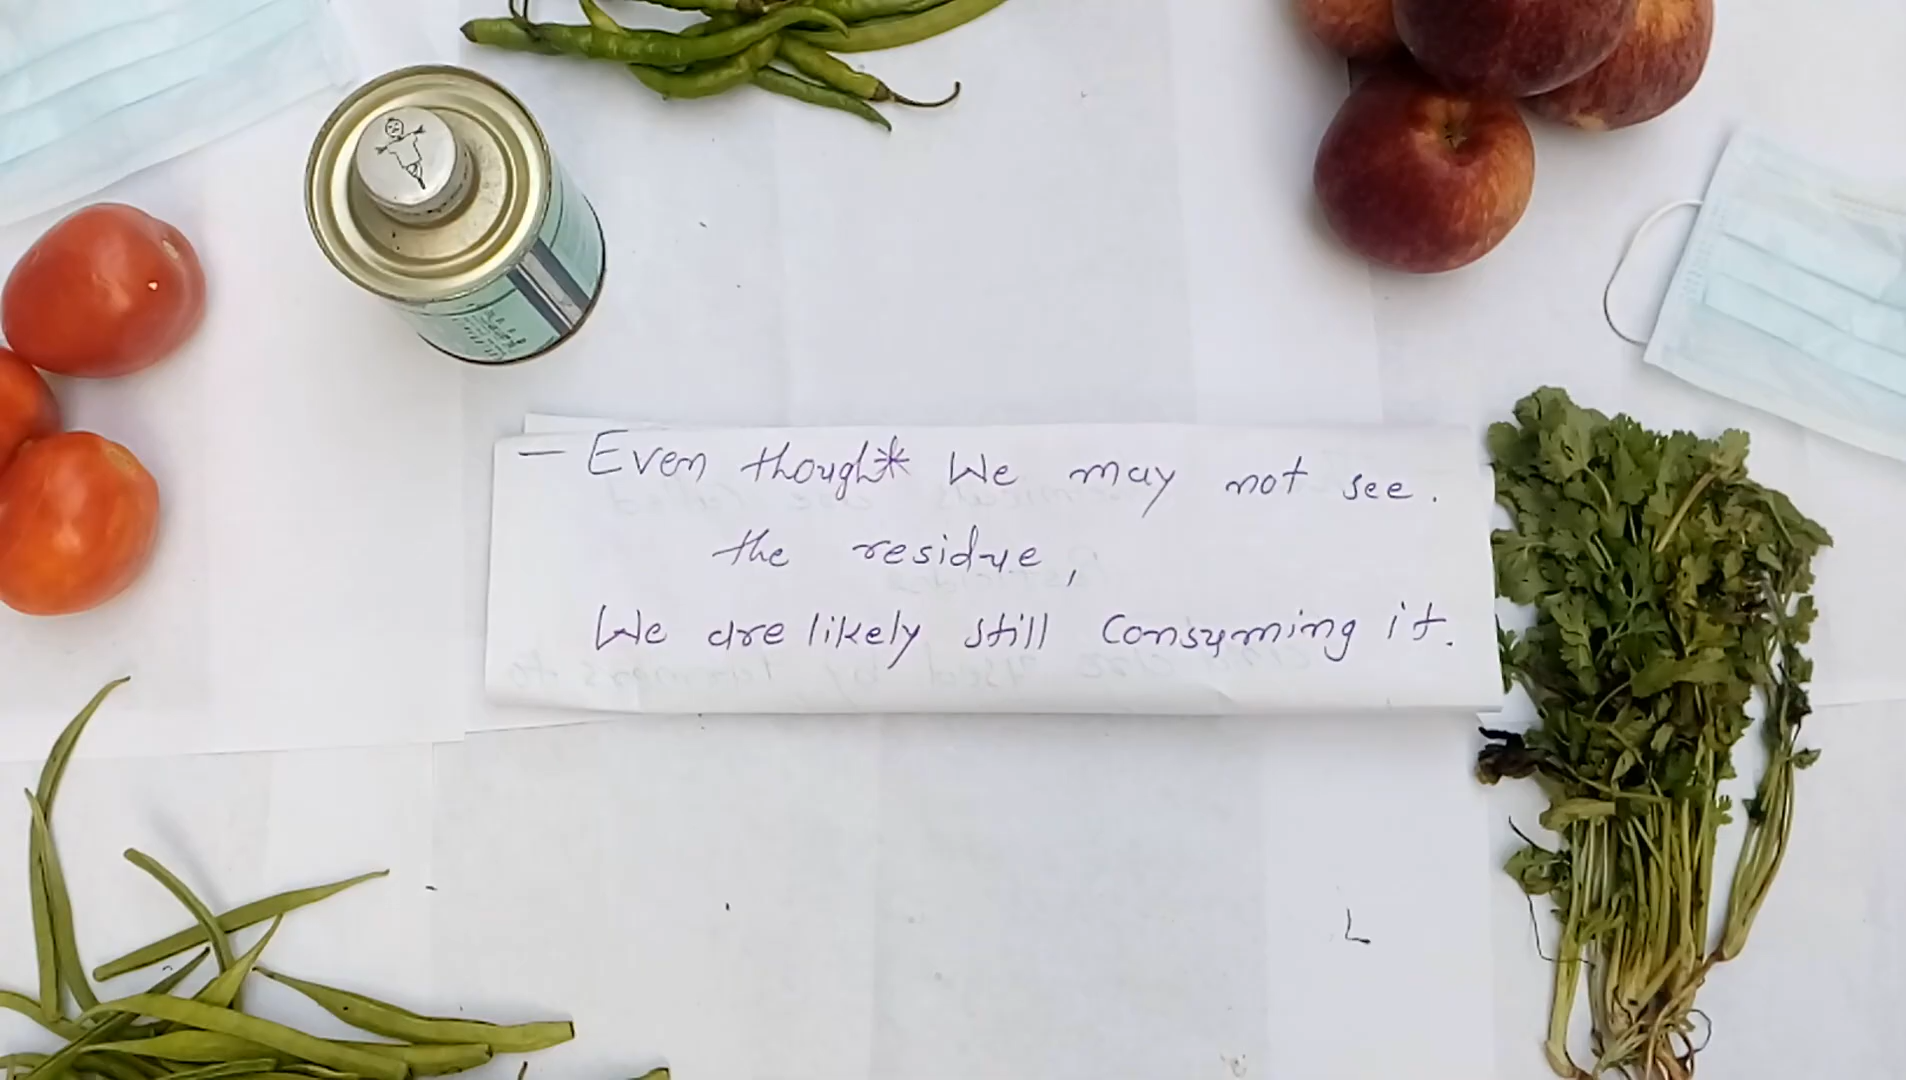 — Even though we may not see.
the residue,
We are likely still consuming it.